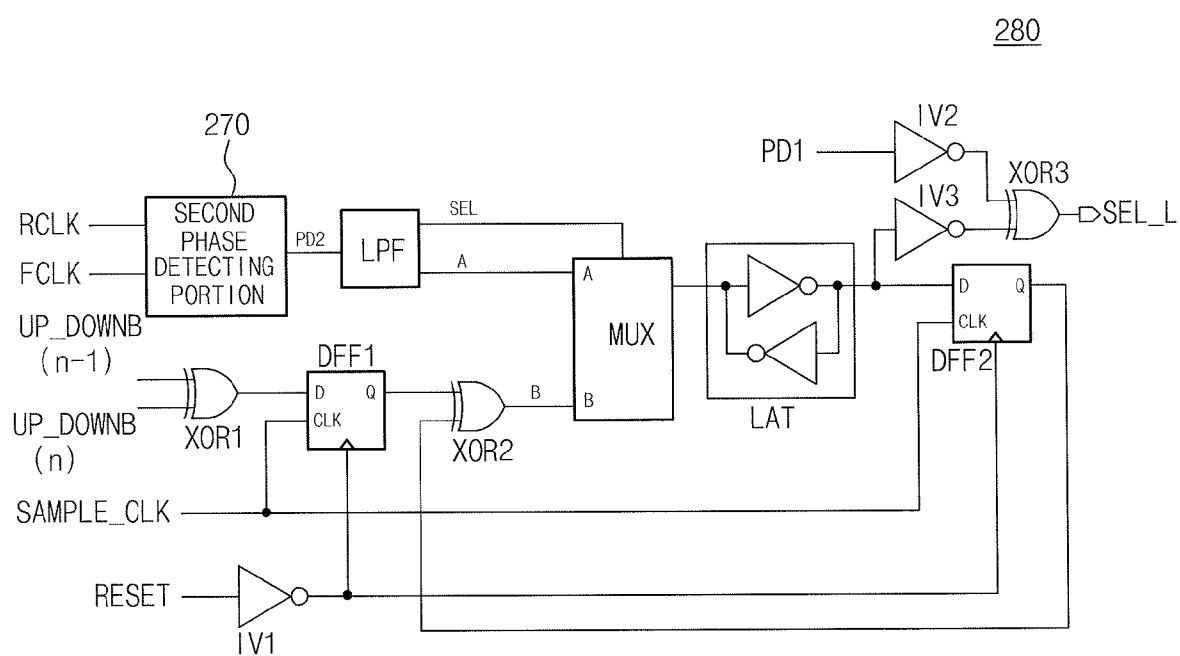 280
270
IV2
PD1
XOR3
RCLK
SECOND
PHASE
DETECTING
PORTION
PD2
LPF
SEL
A
IV3
SEL_L
FCLK
A
MUX
D
Q
CLK
DFF2
UP_DOWNB
(n-1)
DFF1
D
Q
CLK
B
B
LAT
XOR1
XOR2
UP_DOWNB
(n)
SAMPLE_CLK
RESET
IV1